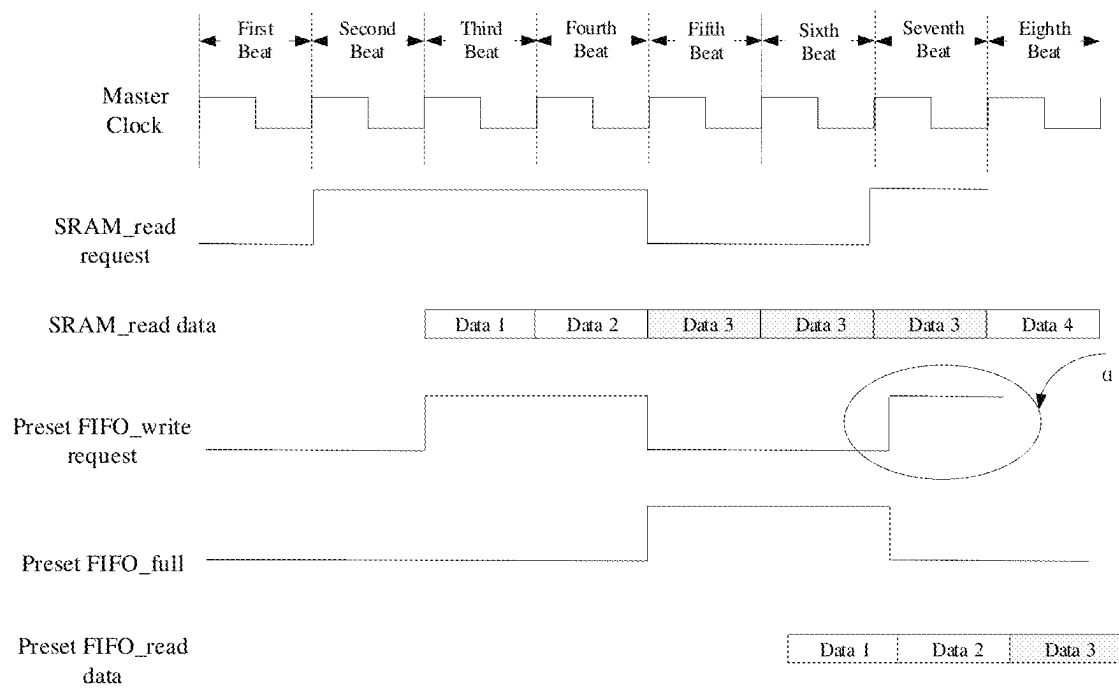 First Second Third Fourth Fifth Sixth Seventh Eighth
Beat Beat Beat Beat Beat Beat Beat Beat
Master
Clock
SRAM_read
request
SRAM_read data Data 1 Data 2 Data 3 Data 3 Data 3 Data 4
α
Preset FIFO_write
request
Preset FIFO_full
Preset FIFO_read
data
Data 1 Data 2 Data 3